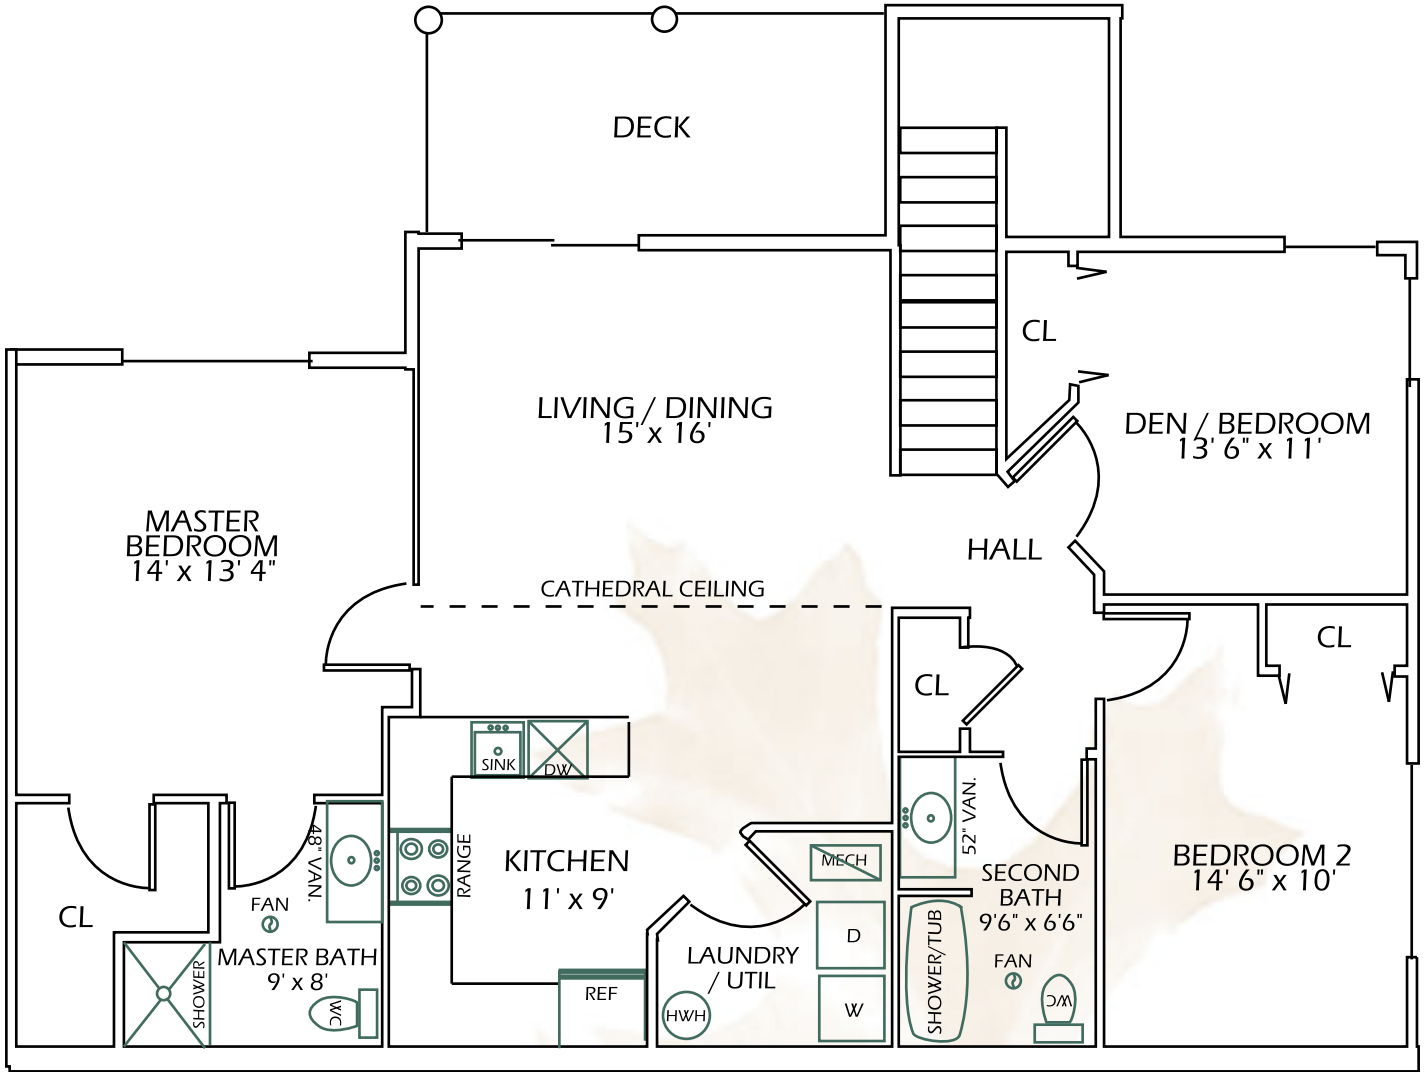 DECK
CL
LIVING / DINING
15' x 16'
DEN / BEDROOM
13' 6" x 11'
MASTER
BEDROOM
14' x 13' 4"
HALL
CATHEDRAL CEILING
CL
CL
SINK
DW
48" VAN.
RANGE
KITCHEN
11' x 9'
52" VAN.
MECH
SECOND
BATH
9'6" x 6'6"
BEDROOM 2
14' 6" x 10'
CL
FAN
MASTER BATH
9' x 8'
SHOWER
WC
REF
LAUNDRY
/ UTIL
HWH
D
W
SHOWER/TUB
FAN
WC